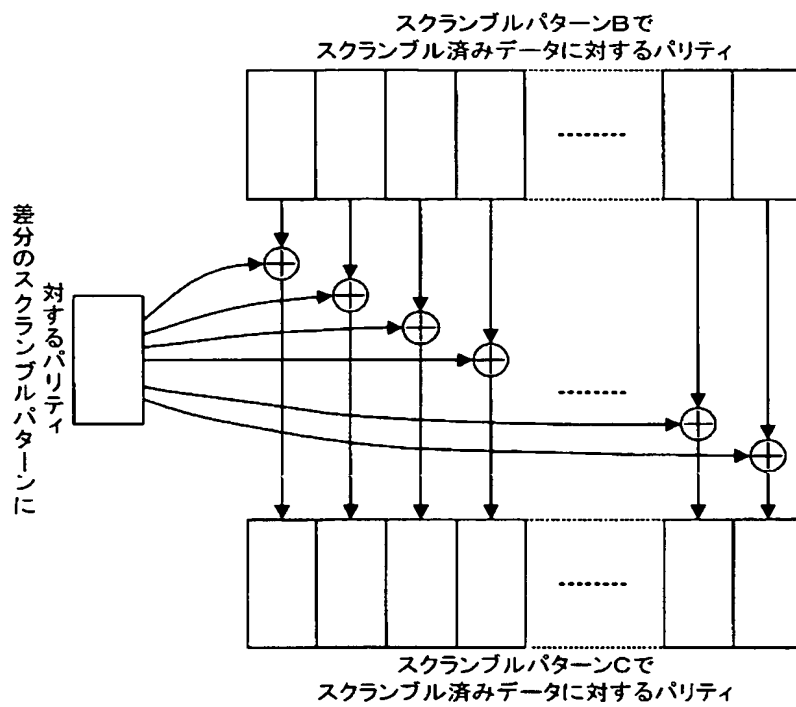 スクランブルパターンBで
スクランブル済みデータに対するパリティ
差分のスクランブルパターンに
対するパリティ
スクランブルパターンCで
スクランブル済みデータに対するパリティ